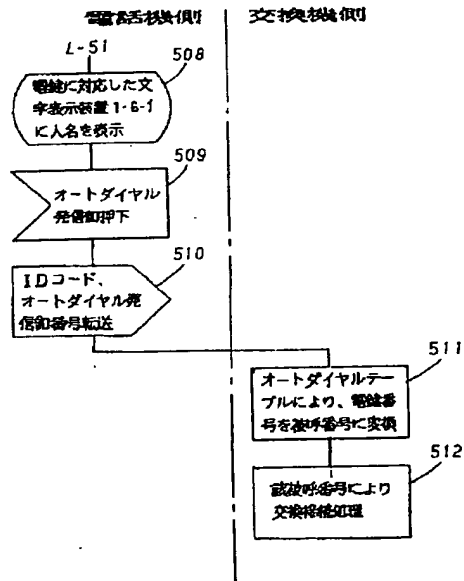 電話機側
交換機側
L-51
508
電鍵に対応した文
字表示装置1-6-1
に人名を表示
509
オートダイヤル
発信釦押下
510
IDコード、
オートダイヤル発
信釦番号転送
511
オートダイヤルテー
ブルにより、電鍵番
号を被呼番号に変換
512
該被呼番号により
交換接続処理